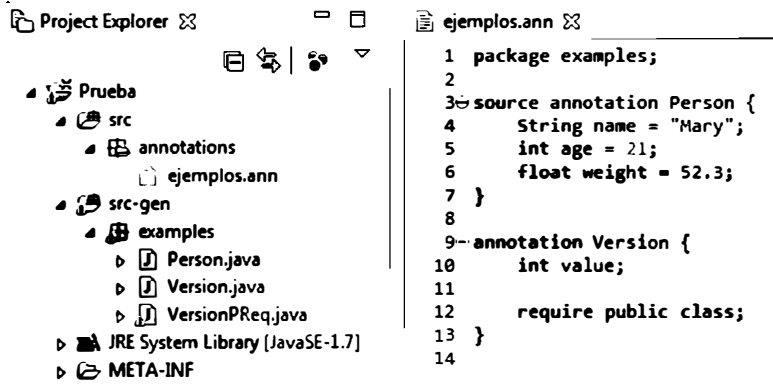 Project Explorer
Prueba
src
annotations
ejemplos.ann
src-gen
examples
Person.java
Version.java
VersionPReq.java
JRE System Library [JavaSE-1.7]
META-INF
ejemplos.ann
1 package examples;
2
3 source annotation Person {
4 String name = "Mary";
5 int age = 21;
6 float weight = 52.3;
7 }
8
9 annotation Version {
10 int value;
11
12 require public class;
13 }
14